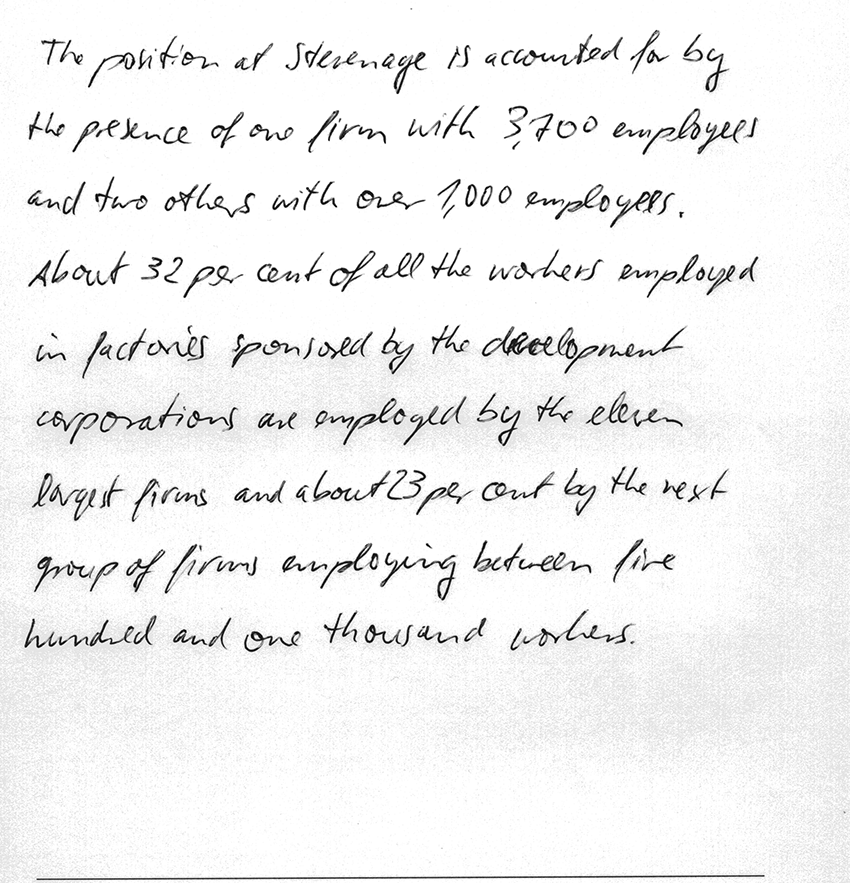 The position at Stevenage is accounted for by
the presence of one firm with 3,700 employees
and two others with over 1,000 employees.
About 32 per cent of all the workers employed
in factories sponsored by the development
corporations are employed by the eleven
largest firms and about 23 per cent by the next
group of firms employing between five
hundred and one thousand workers.